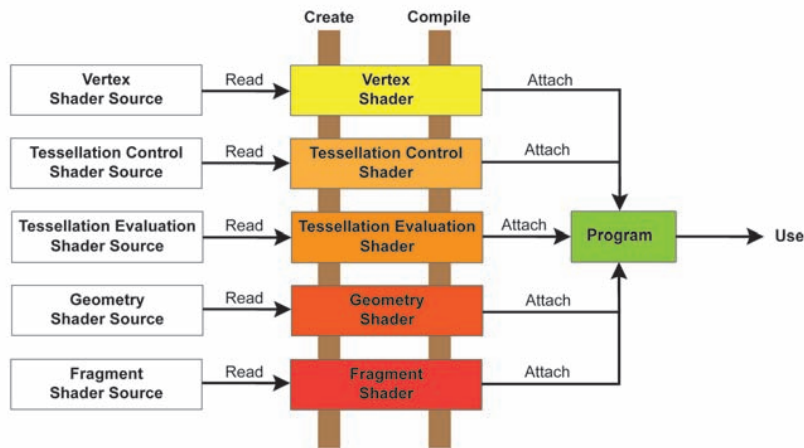 Create Compile
Vertex
Shader Source
Read
Vertex
Shader
Attach
Tessellation Control
Shader Source
Read
Tessellation Control
Shader
Attach
Tessellation Evaluation
Shader Source
Read
Tessellation Evaluation
Shader
Attach
Program
Use
Geometry
Shader Source
Read
Geometry
Shader
Attach
Fragment
Shader Source
Read
Fragment
Shader
Attach